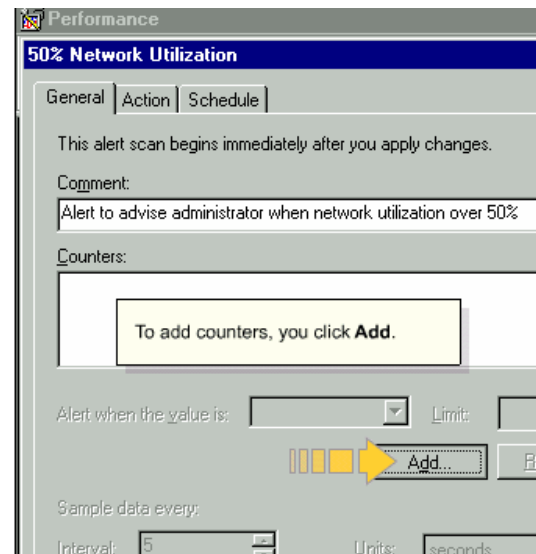 Performance
50% Network Utilization
General Action Schedule
This alert scan begins immediately after you apply changes.
Comment:
Alert to advise administrator when network utilization over 50%
Counters:
To add counters, you click Add.
Alert when the value is: Limit:
Add... R
Sample data every:
Interval: 5 Units: seconds